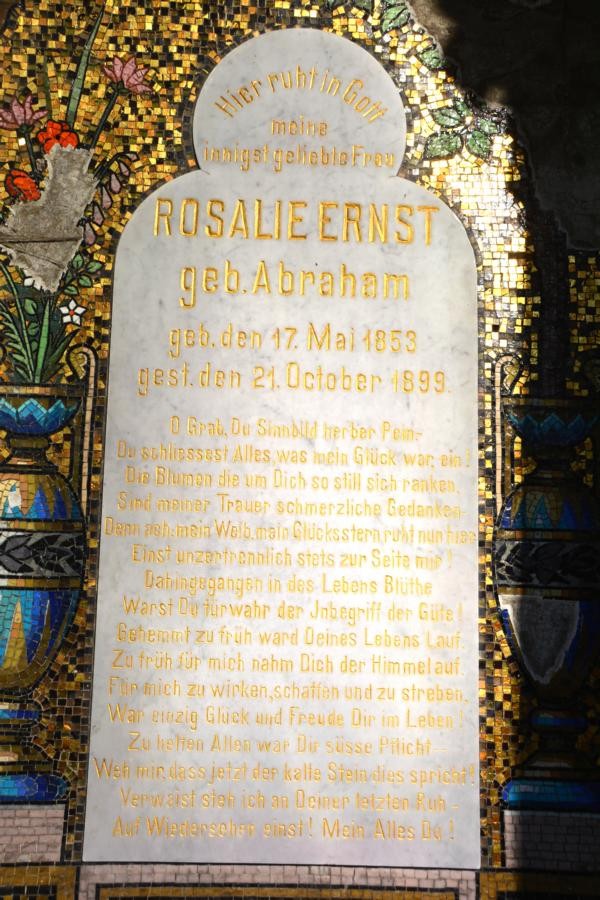 Hier ruht in Gott
meine
innigst geliebte Frau
ROSALIE ERNST
geb. Abraham
geb. den 17. Mai 1853
gest. den 21. October 1899.
O Grab, Du Sinnbild herber Pein:-
Du schliessest Alles, was mein Glück war, ein!
Die Blumen die um Dich so still sich ranken,
Sind meiner Trauer schmerzliche Gedanken-
Denn ach: mein Weib, mein Glücksstern ruht nun hier
Einst unzertrennlich stets zur Seite mir!
Dahingegangen in des Lebens Blüthe
Warst Du fürwahr der Jnbegriff der Güte!
Gehemmt zu früh ward Deines Lebens Lauf.
Zu früh für mich nahm Dich der Himmel auf.
Für mich zu wirken, schaffen und zu streben,
War einzig Glück und Freude Dir im Leben!
Zu helfen Allen war Dir süsse Pflicht-
Weh mir, dass jetzt der kalte Stein dies spricht!
Verwaist steh ich an Deiner letzten Ruh -
Auf Wiedersehen einst! Mein Alles Du!